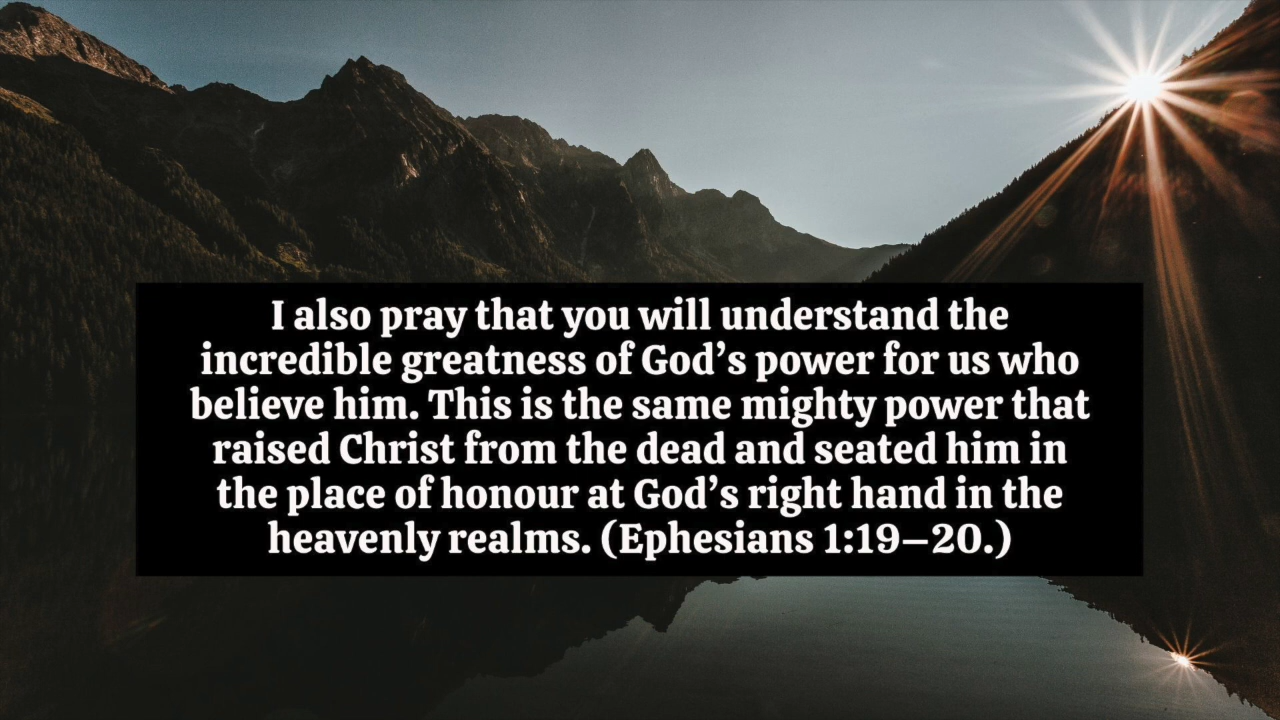 I also pray that you will understand the
incredible greatness of God’s power for us who
believe him. This is the same mighty power that
raised Christ from the dead and seated him in
the place of honour at God’s right hand in the
heavenly realms. (Ephesians 1:19–20.)